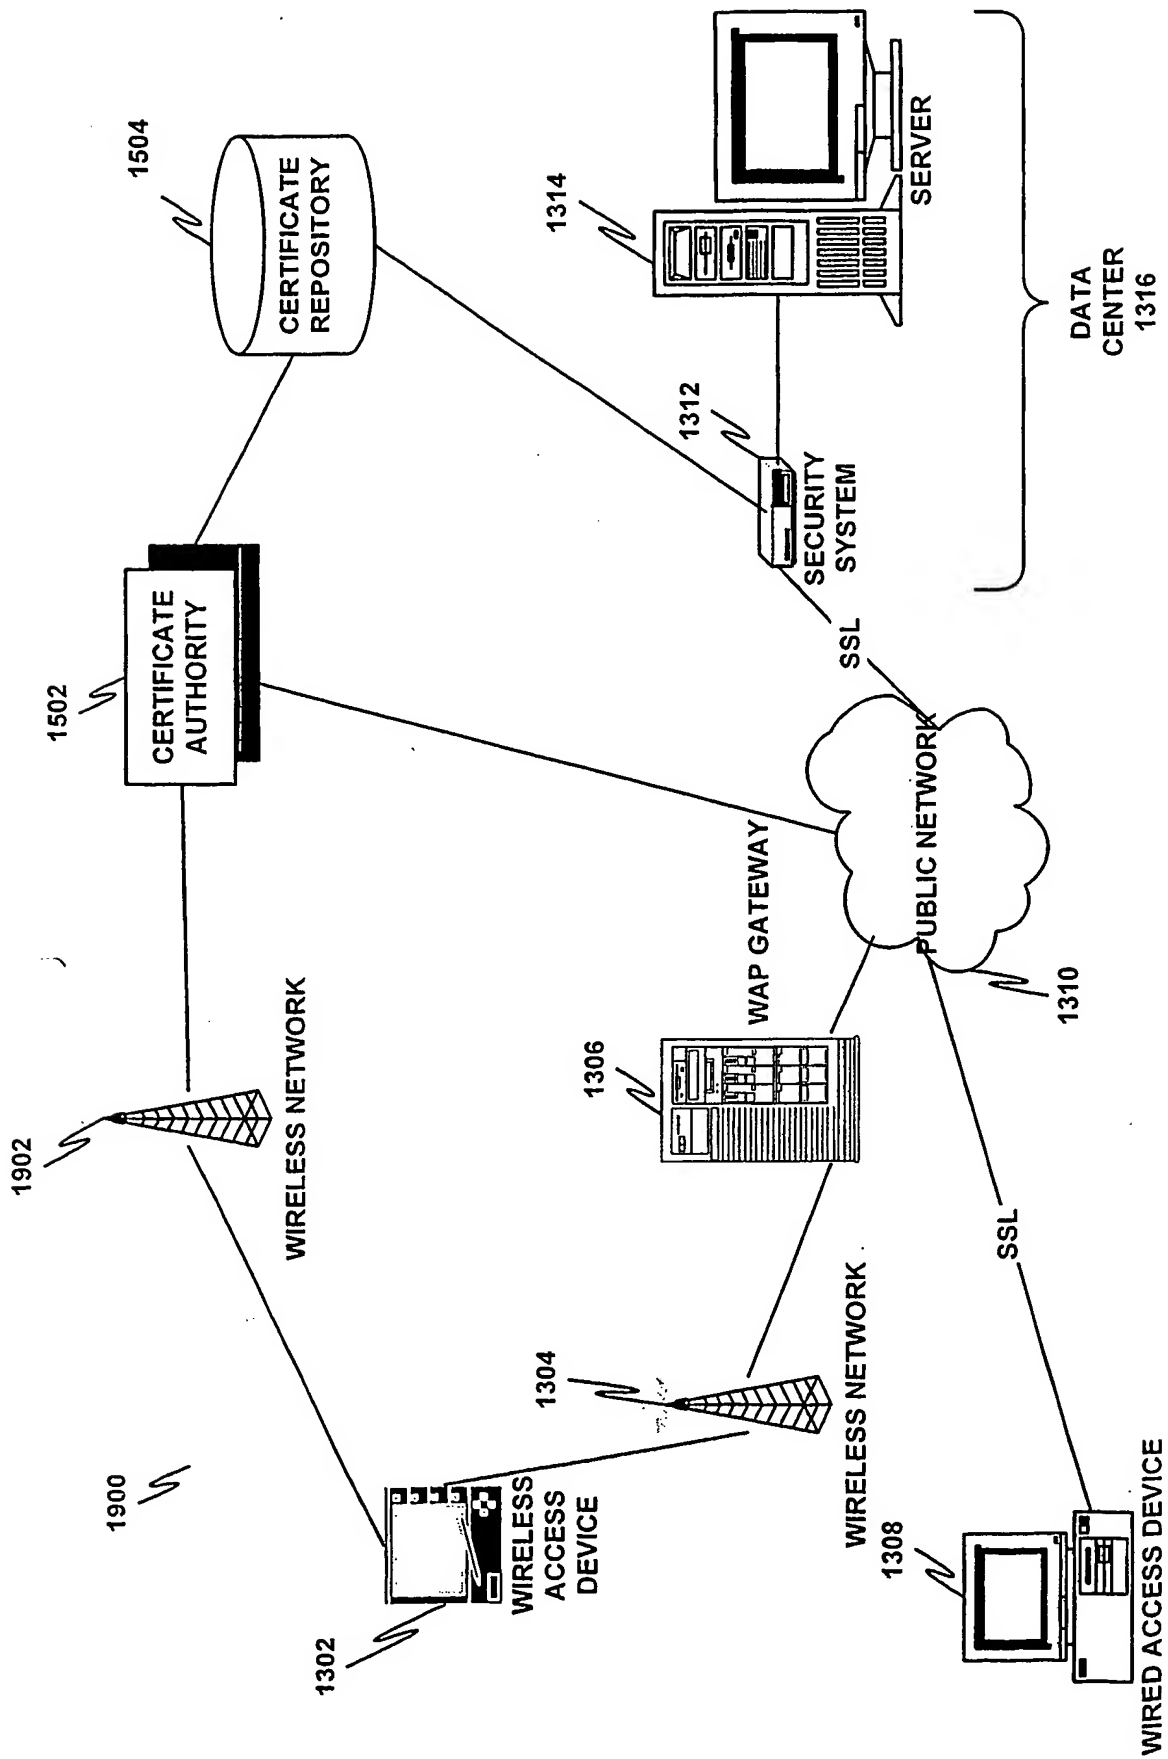 1900
1902
WIRELESS NETWORK
1502
CERTIFICATE
AUTHORITY
1504
CERTIFICATE
REPOSITORY
1302
WIRELESS
ACCESS
DEVICE
1304
WIRELESS NETWORK
1306
WAP GATEWAY
1312
SECURITY
SYSTEM
1314
SERVER
SSL
1308
WIRED ACCESS DEVICE
SSL
1310
PUBLIC NETWORK
DATA
CENTER
1316